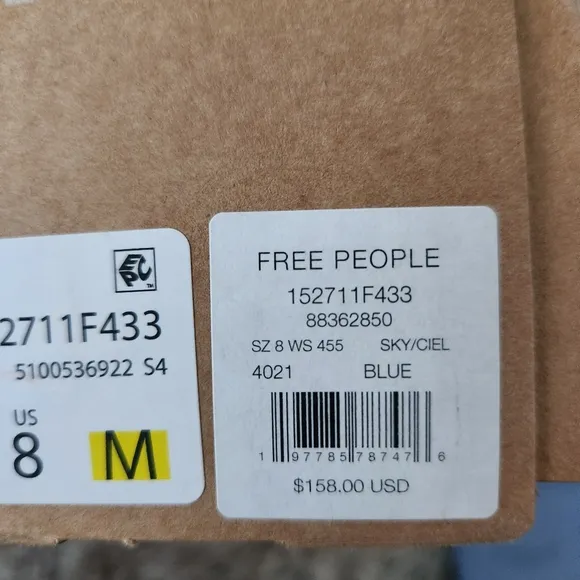 EPC
2711F433
5100536922 S4
US
8 M
FREE PEOPLE
152711F433
88362850
SZ 8 WS 455 SKY/CIEL
4021 BLUE
1 97785 78747 6
$158.00 USD